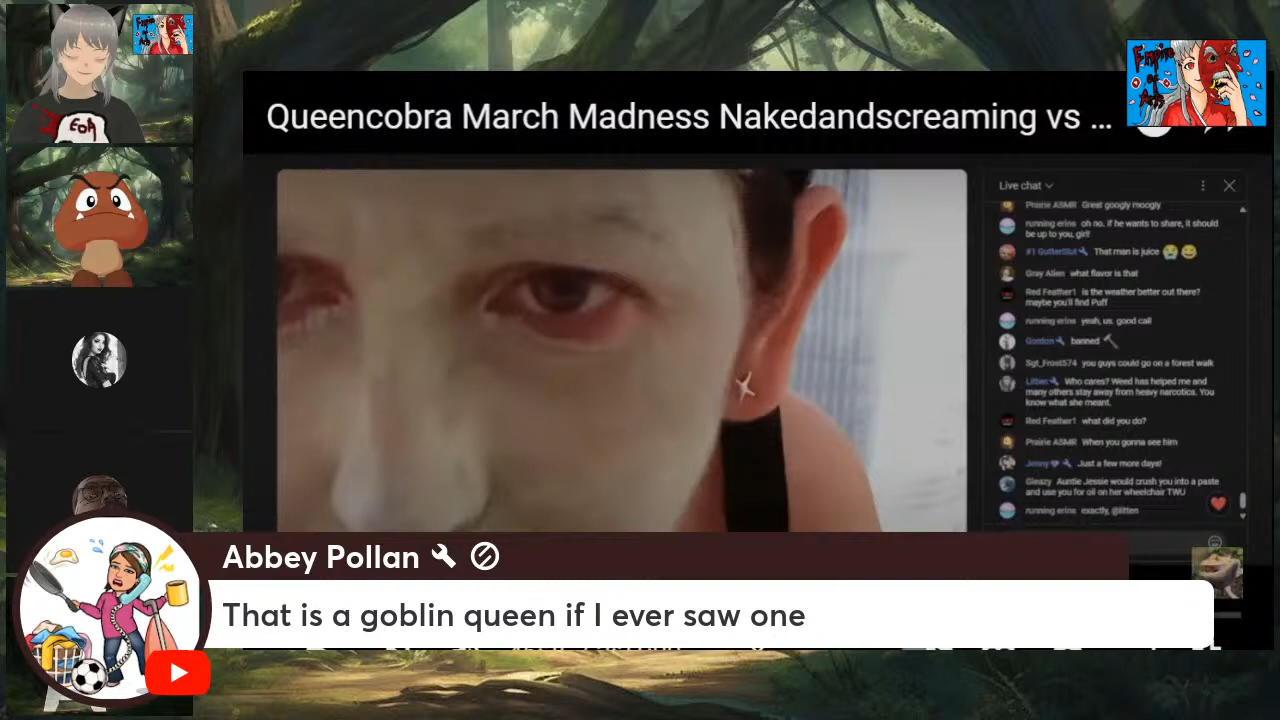 Empire
of
Arts
EoA
Queencobra March Madness Nakedandscreaming vs ...
Empire
of
Arts
Live chat
Prairie ASMR Great googly moogly
running erins oh no. if he wants to share, it should
be up to you, girl!
#1 GutterSlut That man is juice
Gray Alien what flavor is that
Red Feather1 is the weather better out there?
maybe you'll find Puff
running erins yeah, us. good call
Gordon banned
Sgt_Frost574 you guys could go on a forest walk
Litten Who cares? Weed has helped me and
many others stay away from heavy narcotics. You
know what she meant.
Red Feather1 what did you do?
Prairie ASMR When you gonna see him
Jenny Just a few more days!
Gleazy Auntie Jessie would crush you into a paste
and use you for oil on her wheelchair TWU
running erins exactly, @litten
Abbey Pollan
That is a goblin queen if I ever saw one